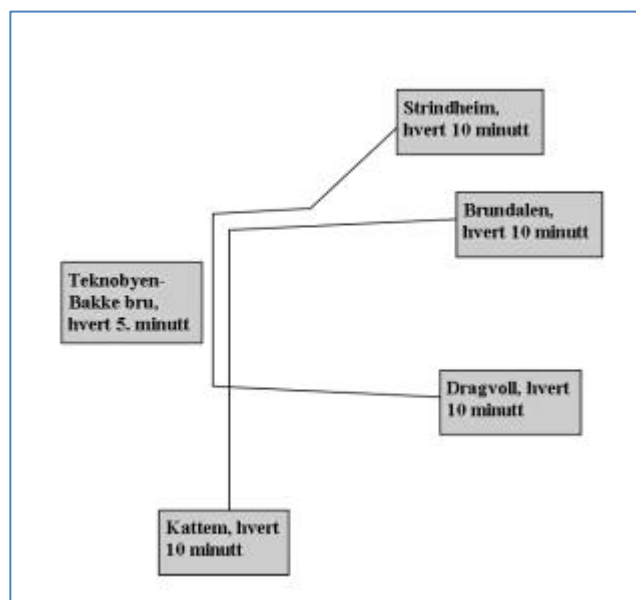 Strindheim,
hvert 10 minutt
Brundalen,
hvert 10 minutt
Teknobyen-
Bakke bru,
hvert 5. minutt
Dragvoll, hvert
10 minutt
Kattem, hvert
10 minutt